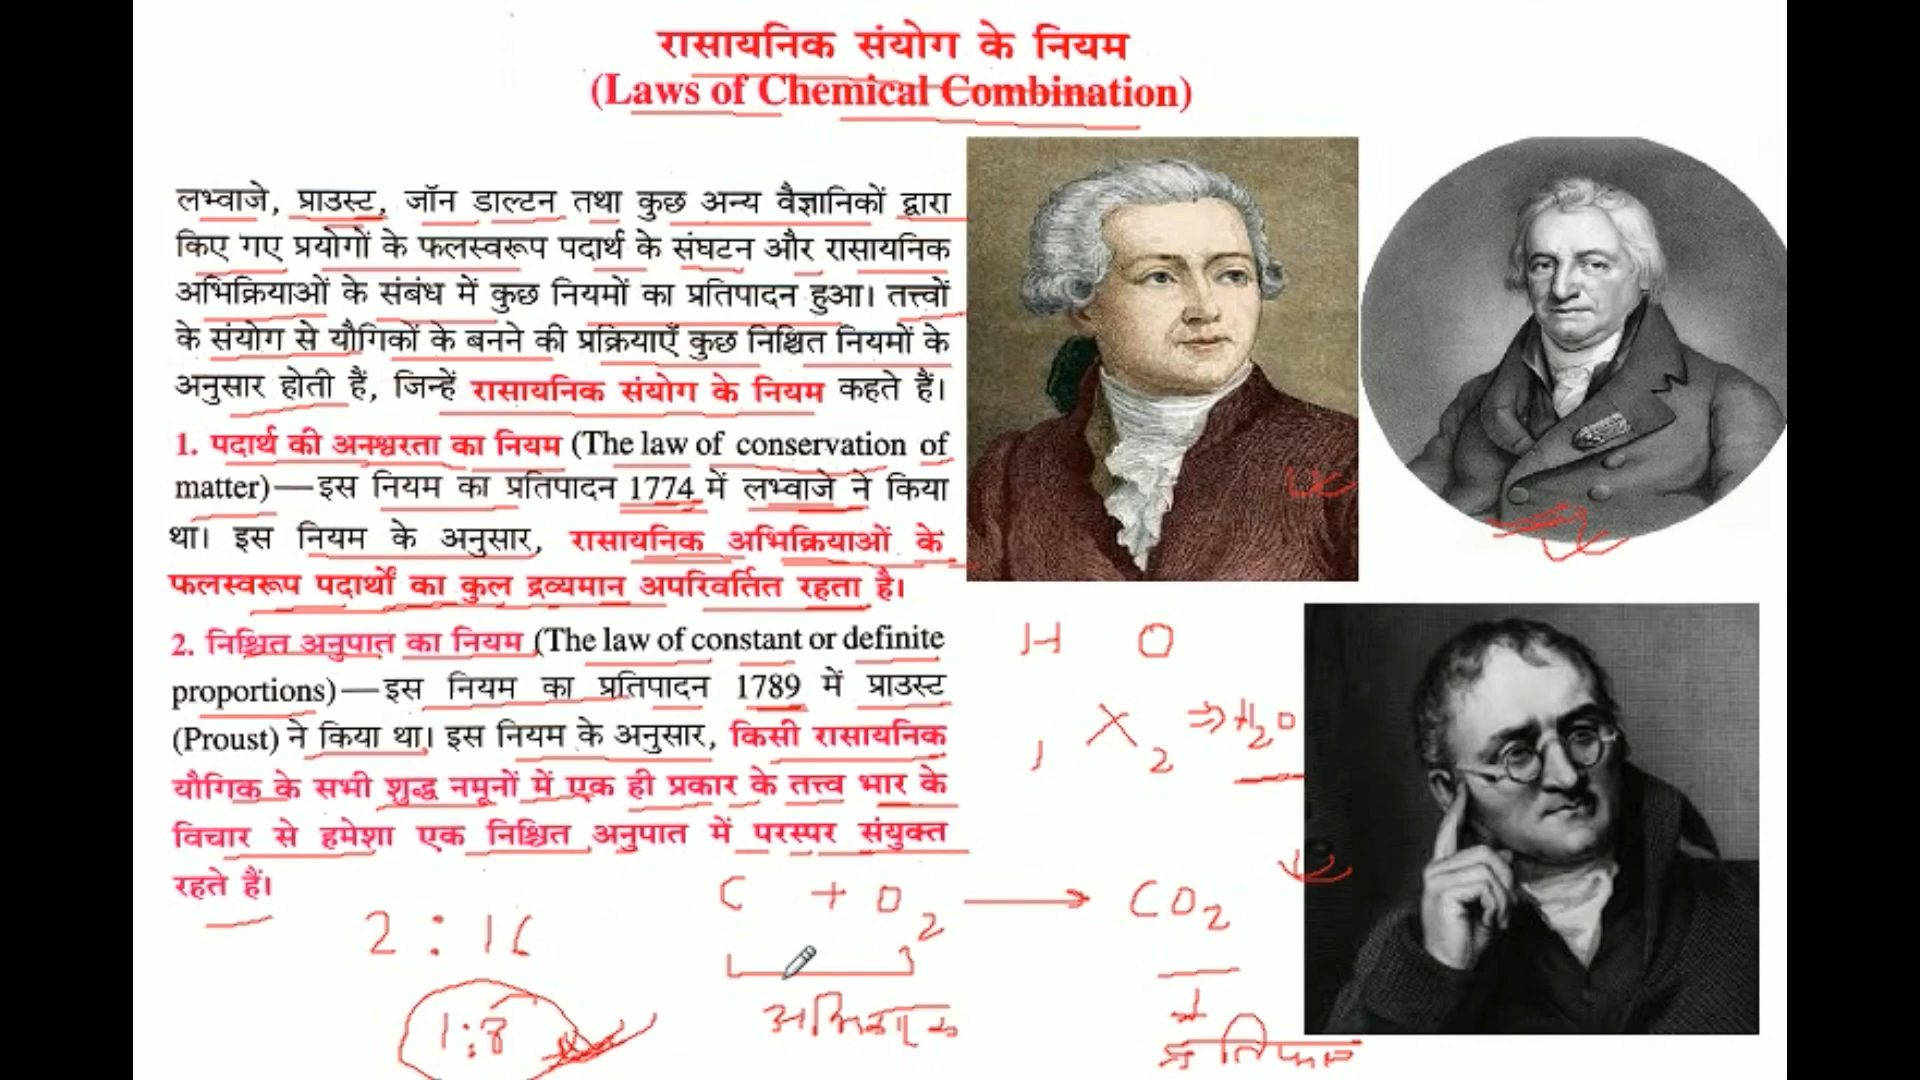 रासायनिक संयोग के नियम
(Laws of Chemical Combination)
लभ्वाजे, प्राउस्ट, जॉन डाल्टन तथा कुछ अन्य वैज्ञानिकों द्वारा
किए गए प्रयोगों के फलस्वरूप पदार्थ के संघटन और रासायनिक
अभिक्रियाओं के संबंध में कुछ नियमों का प्रतिपादन हुआ। तत्त्वों
के संयोग से यौगिकों के बनने की प्रक्रियाएँ कुछ निश्चित नियमों के
अनुसार होती हैं, जिन्हें रासायनिक संयोग के नियम कहते हैं।
1. पदार्थ की अनश्वरता का नियम (The law of conservation of
matter)—इस नियम का प्रतिपादन 1774 में लभ्वाजे ने किया
था। इस नियम के अनुसार, रासायनिक अभिक्रियाओं के
फलस्वरूप पदार्थों का कुल द्रव्यमान अपरिवर्तित रहता है।
2. निश्चित अनुपात का नियम (The law of constant or definite
proportions)—इस नियम का प्रतिपादन 1789 में प्राउस्ट
(Proust) ने किया था। इस नियम के अनुसार, किसी रासायनिक
यौगिक के सभी शुद्ध नमूनों में एक ही प्रकार के तत्त्व भार के
विचार से हमेशा एक निश्चित अनुपात में परस्पर संयुक्त
रहते हैं।
H O
1 X 2 ⇒ H2O
C + O2 → CO2
2 : 16
1:8